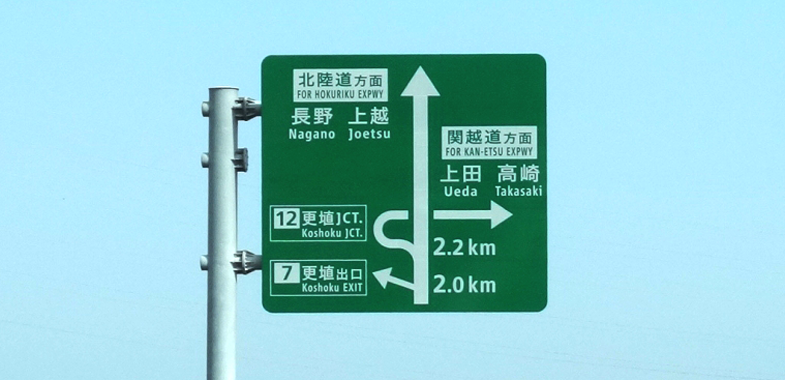 北陸道方面
FOR HOKURIKU EXPWY
長野 上越
Nagano Joetsu
関越道方面
FOR KAN-ETSU EXPWY
上田 高崎
Ueda Takasaki
12 更埴JCT.
Koshoku JCT.
2.2 km
7 更埴出口
Koshoku EXIT
2.0 km